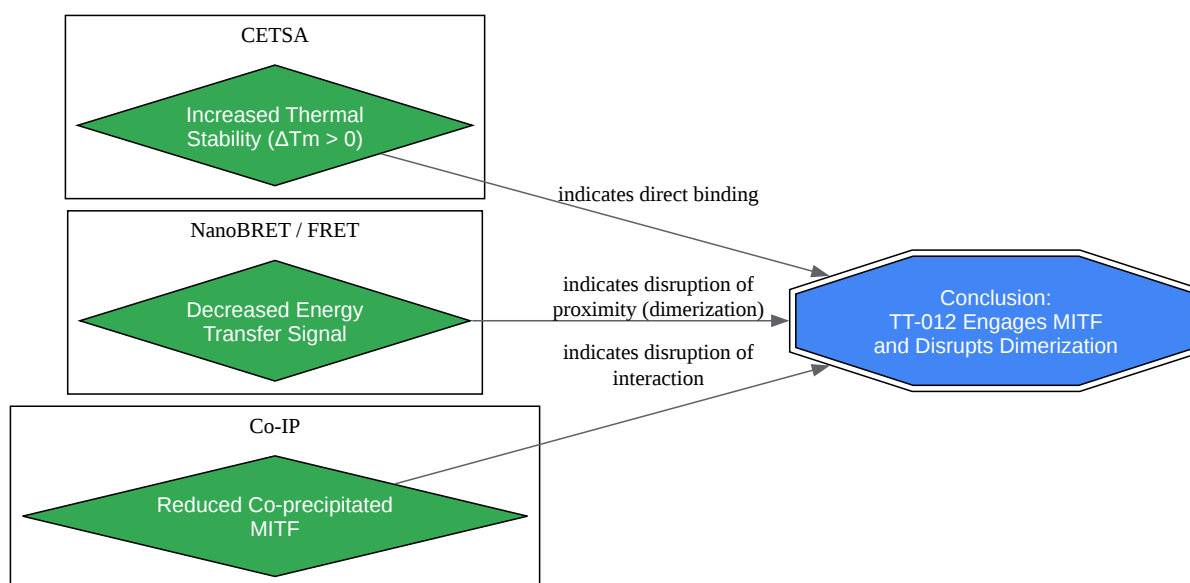 CETSA
Increased Thermal
Stability (ΔTm > 0)
indicates direct binding
NanoBRET / FRET
Decreased Energy
Transfer Signal
indicates disruption of
proximity (dimerization)
Conclusion:
TT-012 Engages MITF
and Disrupts Dimerization
indicates disruption of
interaction
Co-IP
Reduced Co-precipitated
MITF